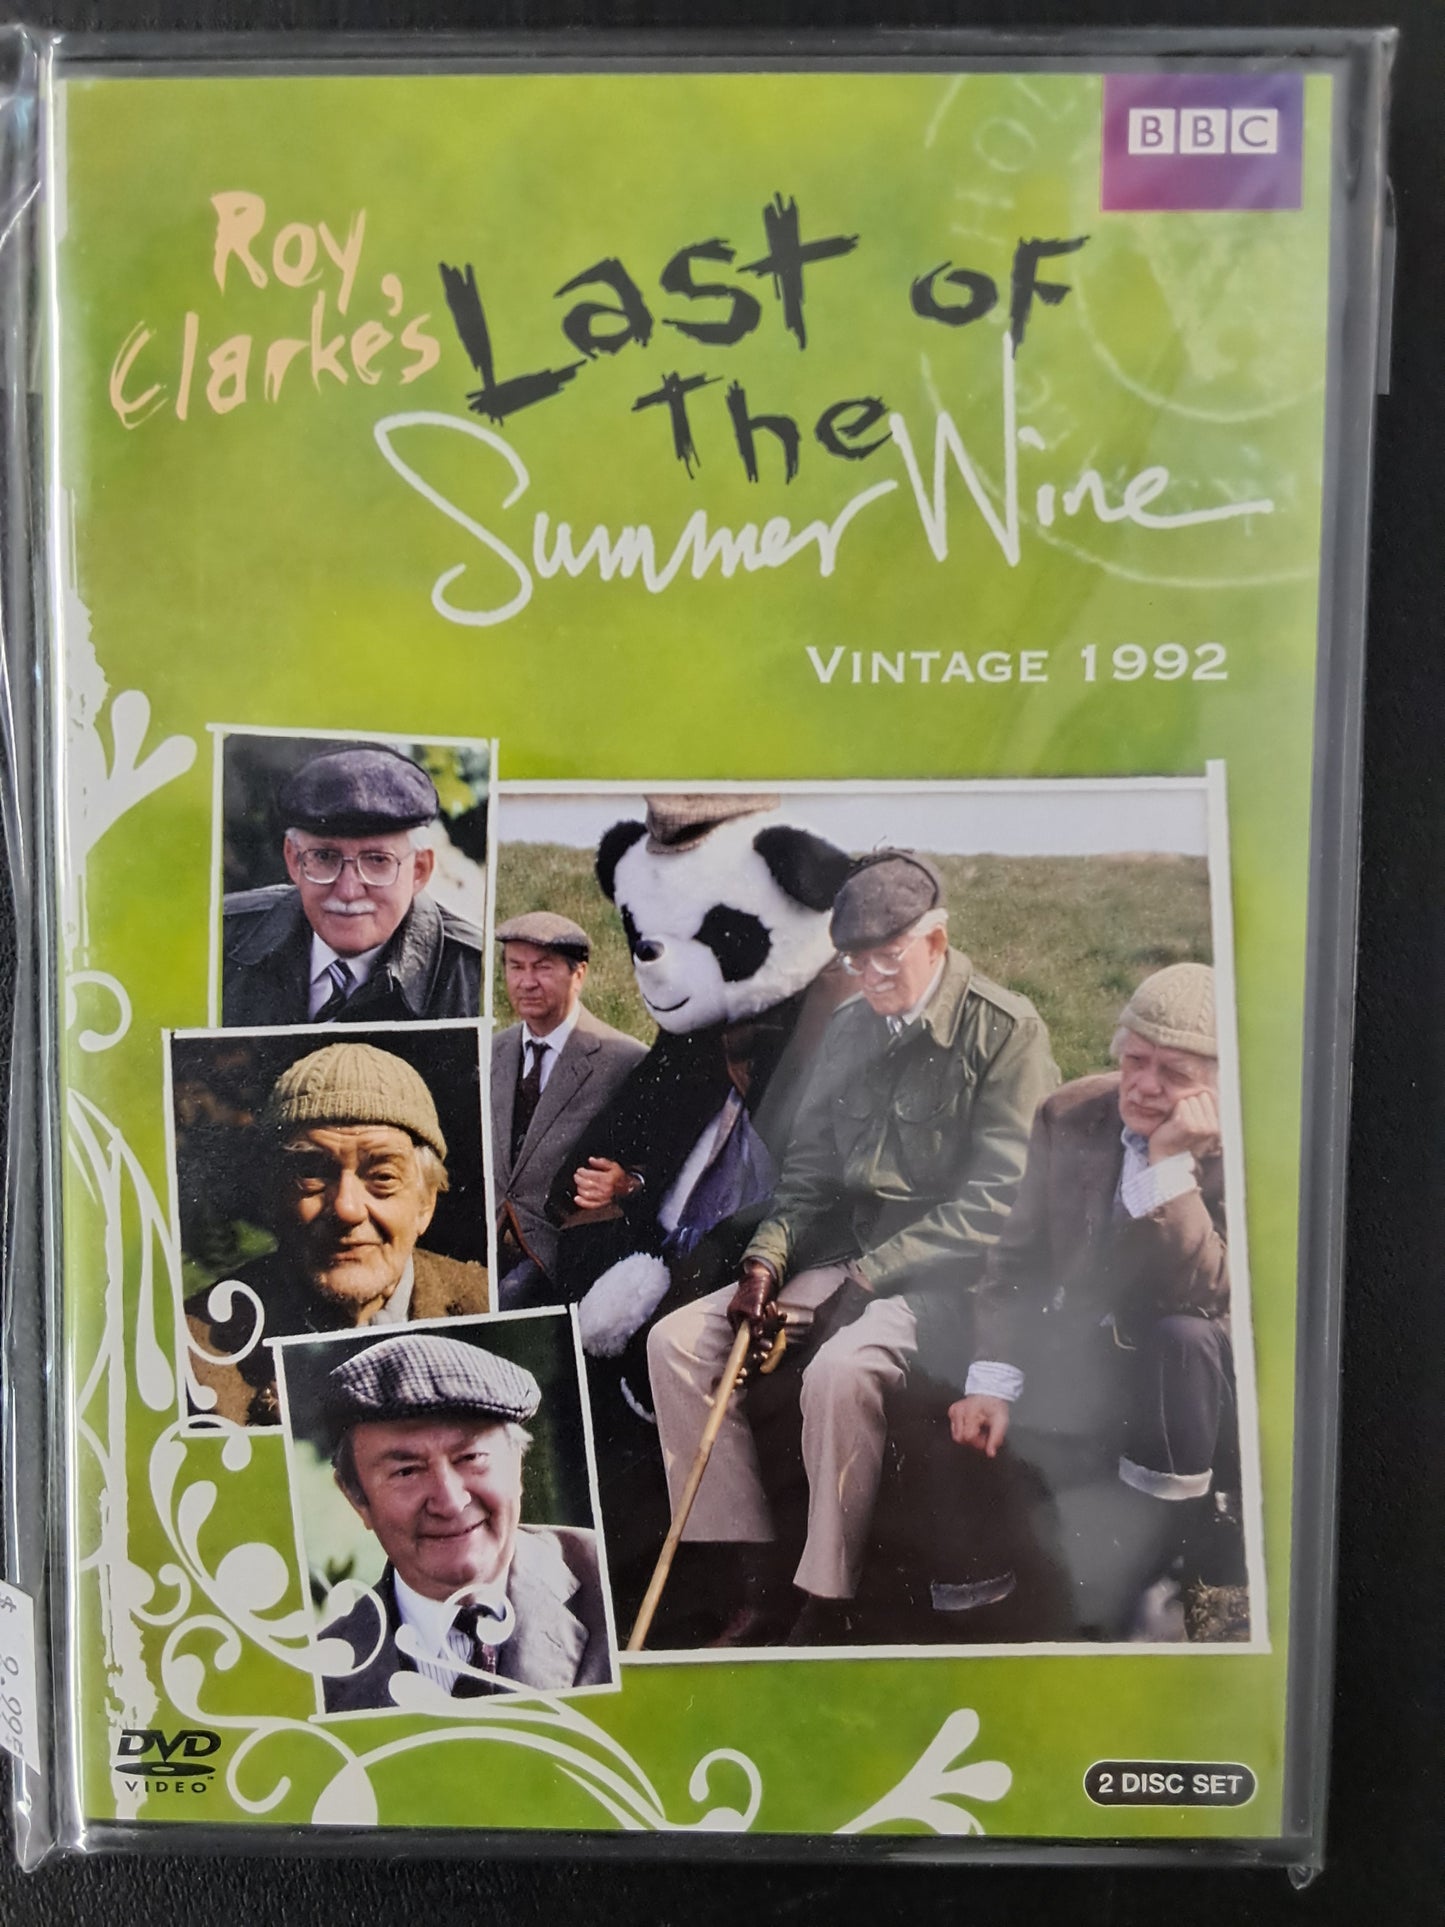 BBC
Roy
Clarke's
Last of
The
Summer Wine
VINTAGE 1992
DVD
VIDEO
2 DISC SET